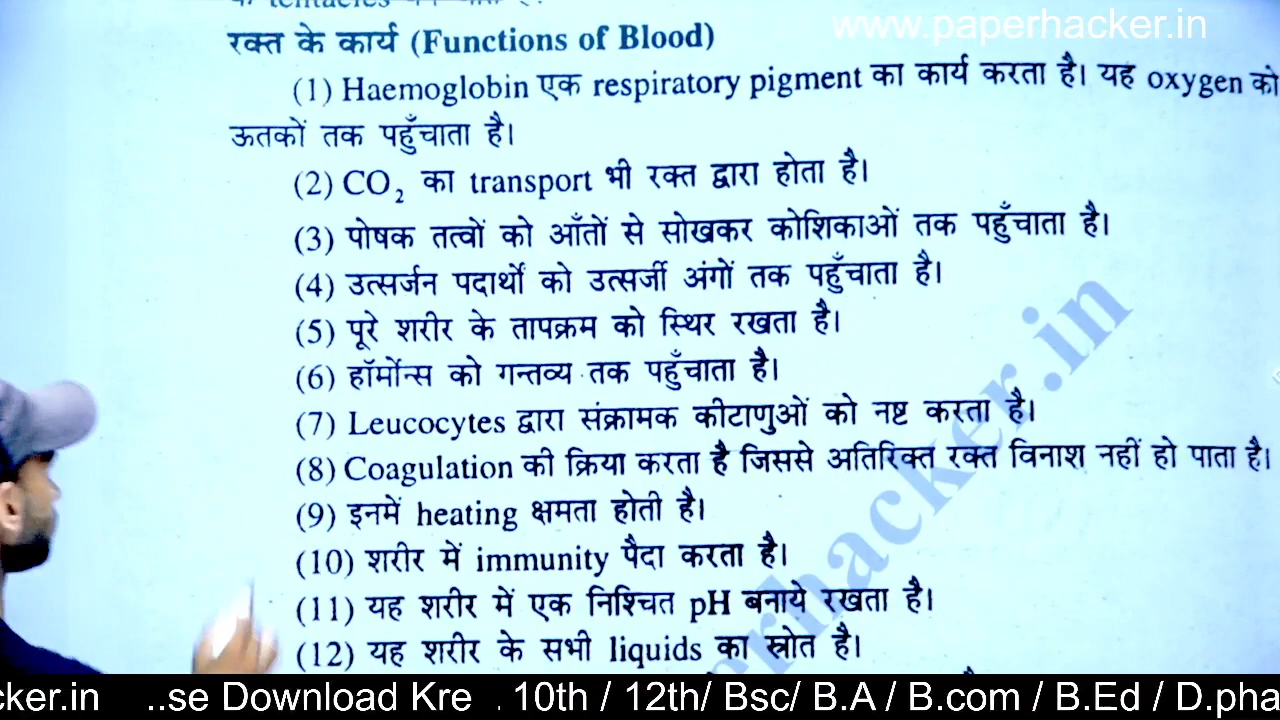 के tentacles
www.paperhacker.in
रक्त के कार्य (Functions of Blood)
(1) Haemoglobin एक respiratory pigment का कार्य करता है। यह oxygen को
ऊतकों तक पहुँचाता है।
(2) CO₂ का transport भी रक्त द्वारा होता है।
(3) पोषक तत्वों को आँतों से सोखकर कोशिकाओं तक पहुँचाता है।
(4) उत्सर्जन पदार्थों को उत्सर्जी अंगों तक पहुँचाता है।
(5) पूरे शरीर के तापक्रम को स्थिर रखता है।
(6) हॉर्मोन्स को गन्तव्य तक पहुँचाता है।
(7) Leucocytes द्वारा संक्रामक कीटाणुओं को नष्ट करता है।
(8) Coagulation की क्रिया करता है जिससे अतिरिक्त रक्त विनाश नहीं हो पाता है।
(9) इनमें heating क्षमता होती है।
(10) शरीर में immunity पैदा करता है।
(11) यह शरीर में एक निश्चित pH बनाये रखता है।
(12) यह शरीर के सभी liquids का स्रोत है।
erhacker.in
cker.in ..se Download Kre . 10th / 12th/ Bsc/ B.A / B.com / B.Ed / D.pha